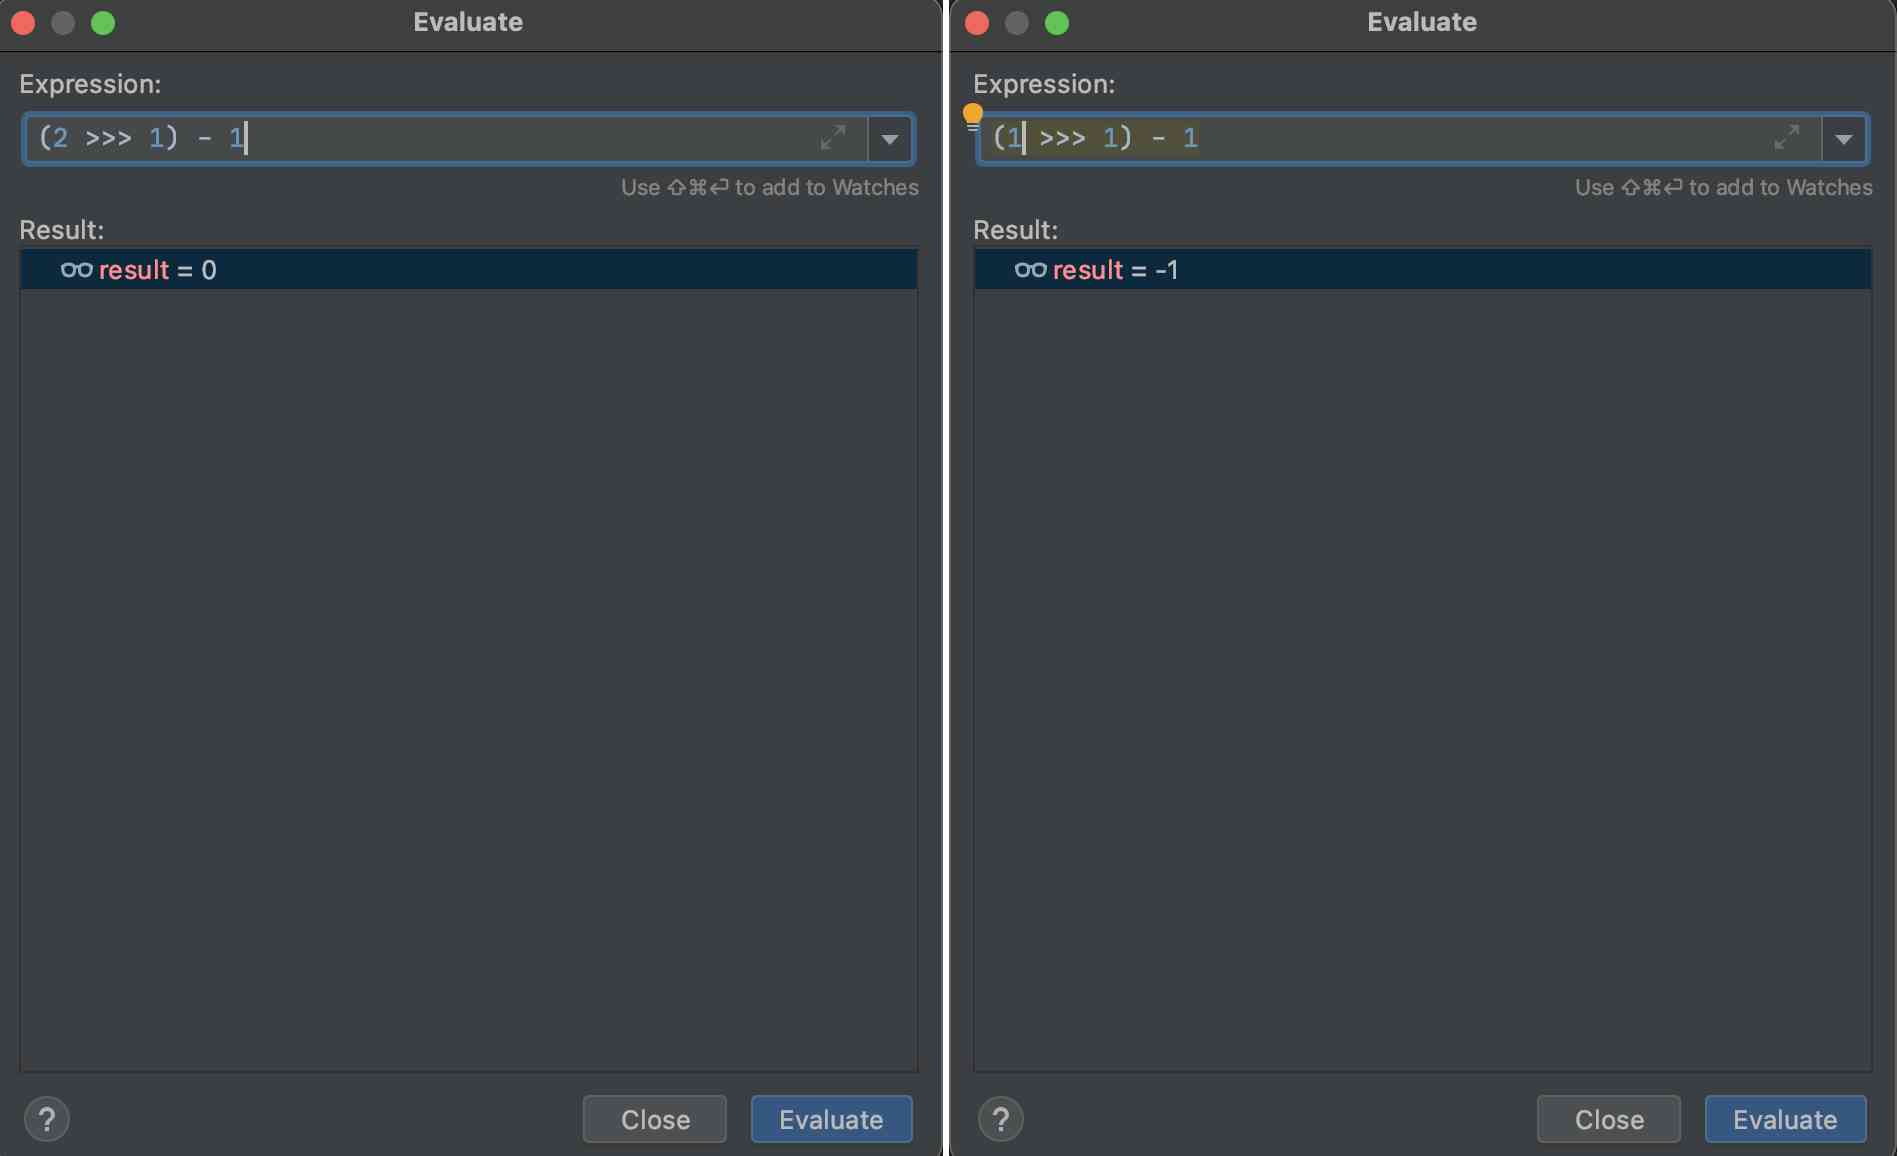 Evaluate
Expression:
(2 >>> 1) - 1
Use ⇧⌘⏎ to add to Watches
Result:
result = 0
?
Close
Evaluate
Evaluate
Expression:
(1 >>> 1) - 1
Use ⇧⌘⏎ to add to Watches
Result:
result = -1
?
Close
Evaluate